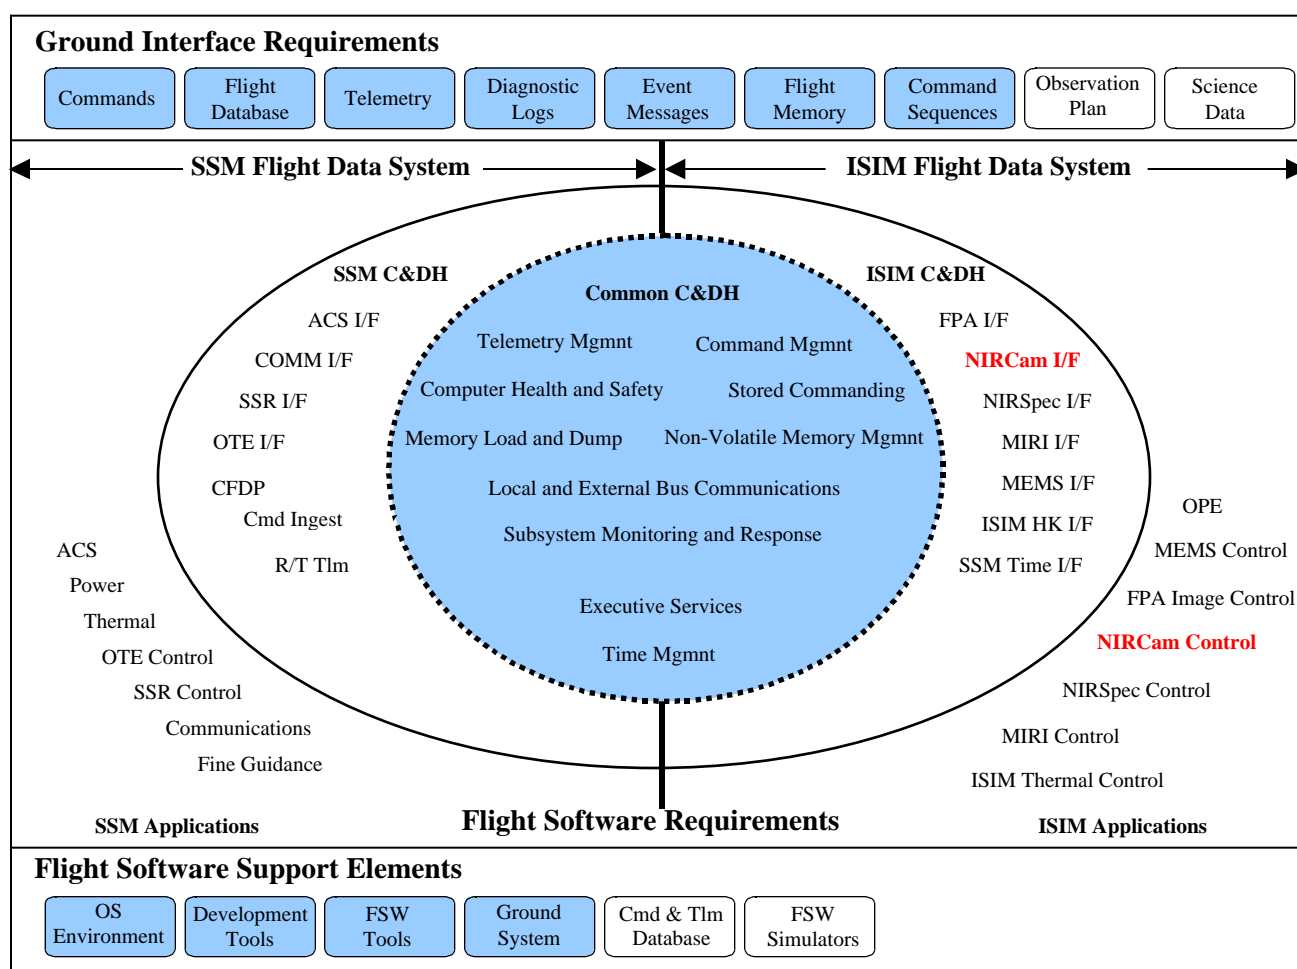 Ground Interface Requirements
Commands
Flight
Database
Telemetry
Diagnostic
Logs
Event
Messages
Flight
Memory
Command
Sequences
Observation
Plan
Science
Data
SSM Flight Data System
ISIM Flight Data System
SSM C&DH
ACS I/F
COMM I/F
SSR I/F
OTE I/F
CFDP
Cmd Ingest
R/T Tlm
Common C&DH
Telemetry Mgmnt
Command Mgmnt
Computer Health and Safety
Stored Commanding
Memory Load and Dump
Non-Volatile Memory Mgmnt
Local and External Bus Communications
Subsystem Monitoring and Response
Executive Services
Time Mgmnt
ISIM C&DH
FPA I/F
NIRCam I/F
NIRSpec I/F
MIRI I/F
MEMS I/F
ISIM HK I/F
SSM Time I/F
ACS
Power
Thermal
OTE Control
SSR Control
Communications
Fine Guidance
SSM Applications
OPE
MEMS Control
FPA Image Control
NIRCam Control
NIRSpec Control
MIRI Control
ISIM Thermal Control
ISIM Applications
Flight Software Requirements
Flight Software Support Elements
OS
Environment
Development
Tools
FSW
Tools
Ground
System
Cmd & Tlm
Database
FSW
Simulators